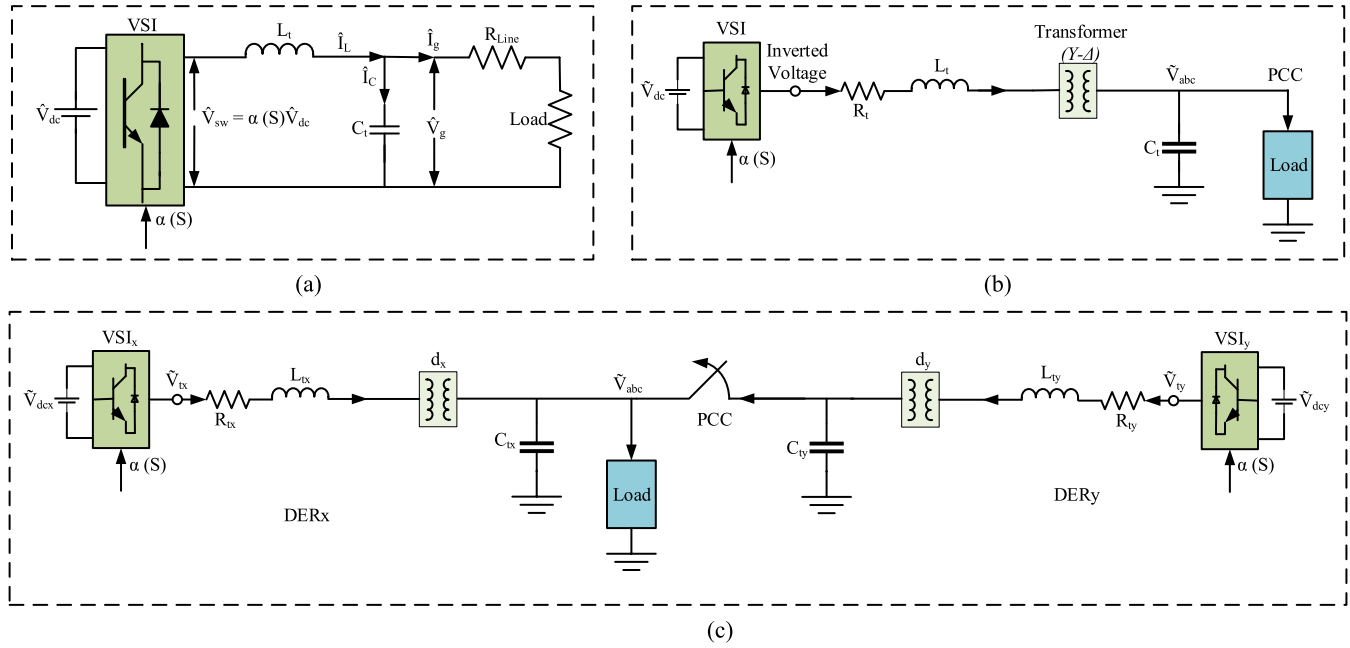 VSI
L_t
Î_L
Î_g
R_Line
Î_C
V̂_dc
V̂_sw = α (S)V̂_dc
C_t
V̂_g
Load
α (S)
(a)
Transformer
(Y-Δ)
VSI
Inverted
Voltage
L_t
Ṽ_abc
PCC
Ṽ_dc
R_t
C_t
Load
α (S)
(b)
VSI_x
VSI_y
d_x
d_y
Ṽ_tx
L_tx
Ṽ_abc
L_ty
Ṽ_ty
Ṽ_dcx
Ṽ_dcy
R_tx
PCC
R_ty
C_tx
C_ty
α (S)
α (S)
Load
DERx
DERy
(c)